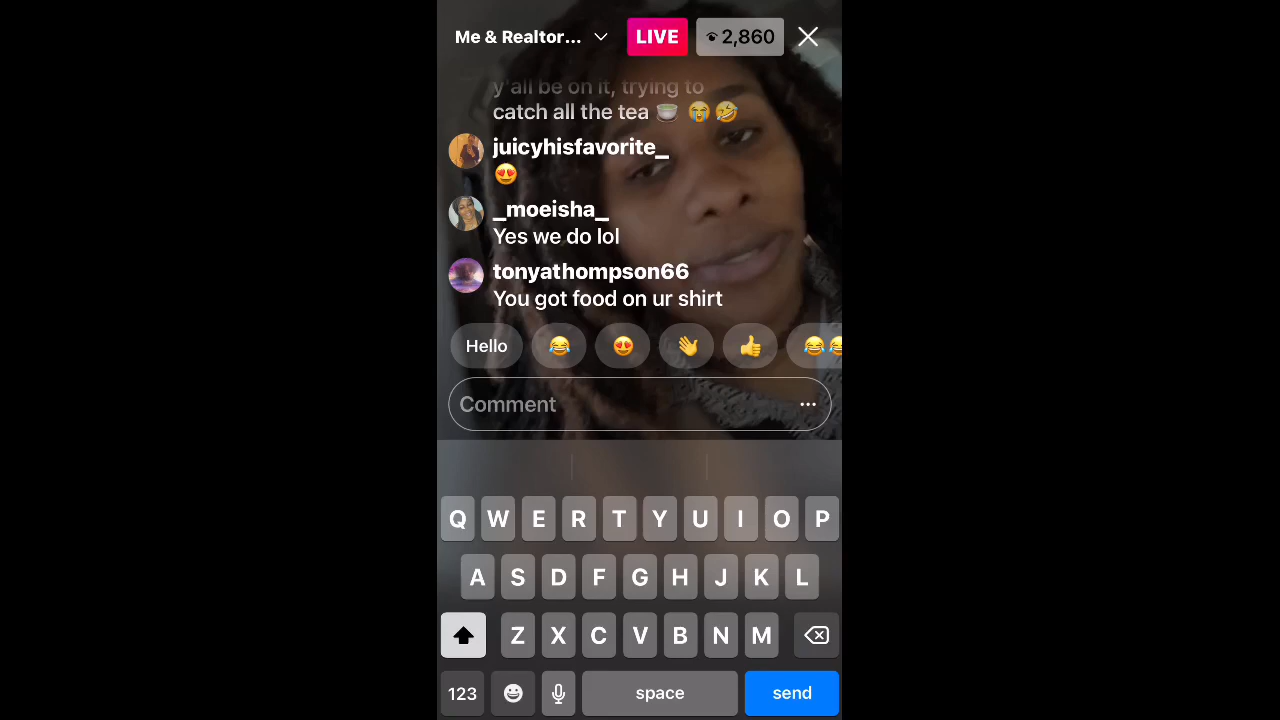 Me & Realtor... LIVE 2,860
y'all be on it, trying to
catch all the tea 🍵 😭🤣
juicyhisfavorite_
😍
_moeisha_
Yes we do lol
tonyathompson66
You got food on ur shirt
Hello 😂 😍 👋 👍 😂😂
Comment ...
Q W E R T Y U I O P
A S D F G H J K L
Z X C V B N M
123 space send